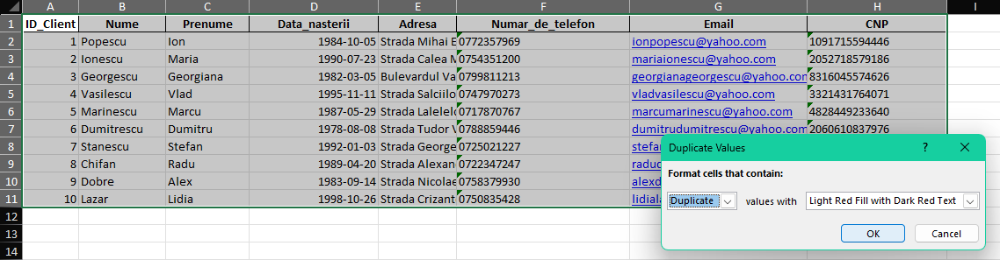 A B C D E F G H I
1 ID_Client Nume Prenume Data_nasterii Adresa Numar_de_telefon Email CNP
2 1 Popescu Ion 1984-10-05 Strada Mihai E 0772357969 ionpopescu@yahoo.com 1091715594446
3 2 Ionescu Maria 1990-07-23 Strada Calea M 0754351200 mariaionescu@yahoo.com 2052718579186
4 3 Georgescu Georgiana 1982-03-05 Bulevardul Va 0799811213 georgianageorgescu@yahoo.con 8316045574626
5 4 Vasilescu Vlad 1995-11-11 Strada Salciilo 0747970273 vladvasilescu@yahoo.com 3321431764071
6 5 Marinescu Marcu 1987-05-29 Strada Lalelelo 0717870767 marcumarinescu@yahoo.com 4828449233640
7 6 Dumitrescu Dumitru 1978-08-08 Strada Tudor V 0788859446 dumitrudumitrescu@yahoo.com 2060610837976
8 7 Stanescu Stefan 1992-01-03 Strada George 0725021227 stefan
9 8 Chifan Radu 1989-04-20 Strada Alexan 0722347247 raduc
10 9 Dobre Alex 1983-09-14 Strada Nicolae 0758379930 alexd
11 10 Lazar Lidia 1998-10-26 Strada Crizant 0750835428 lidiala
12
13
14
Duplicate Values ?
Format cells that contain:
Duplicate values with Light Red Fill with Dark Red Text
OK Cancel